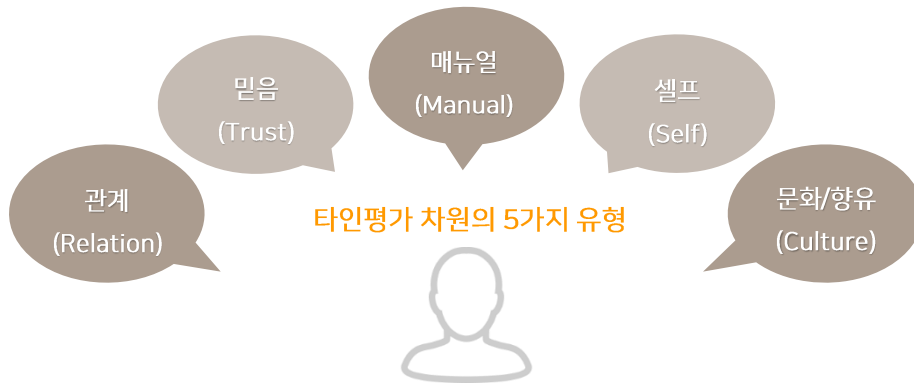 관계
(Relation)
믿음
(Trust)
매뉴얼
(Manual)
셀프
(Self)
문화/향유
(Culture)
타인평가 차원의 5가지 유형